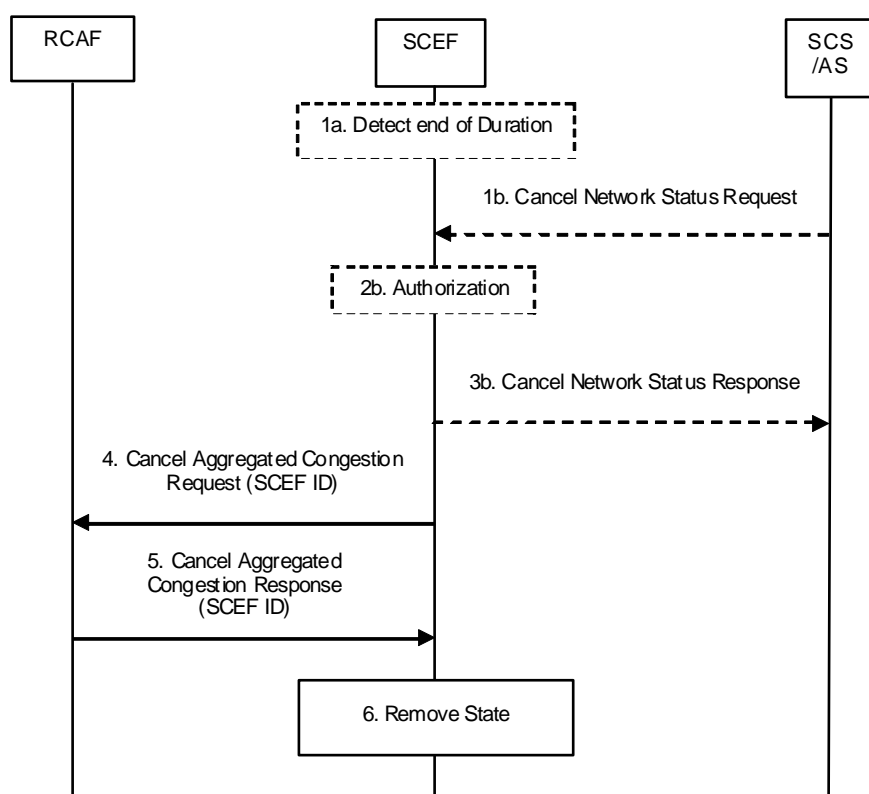 RCAF
SCEF
SCS
/AS
1a. Detect end of Duration
1b. Cancel Network Status Request
2b. Authorization
3b. Cancel Network Status Response
4. Cancel Aggregated Congestion
Request (SCEF ID)
5. Cancel Aggregated
Congestion Response
(SCEF ID)
6. Remove State